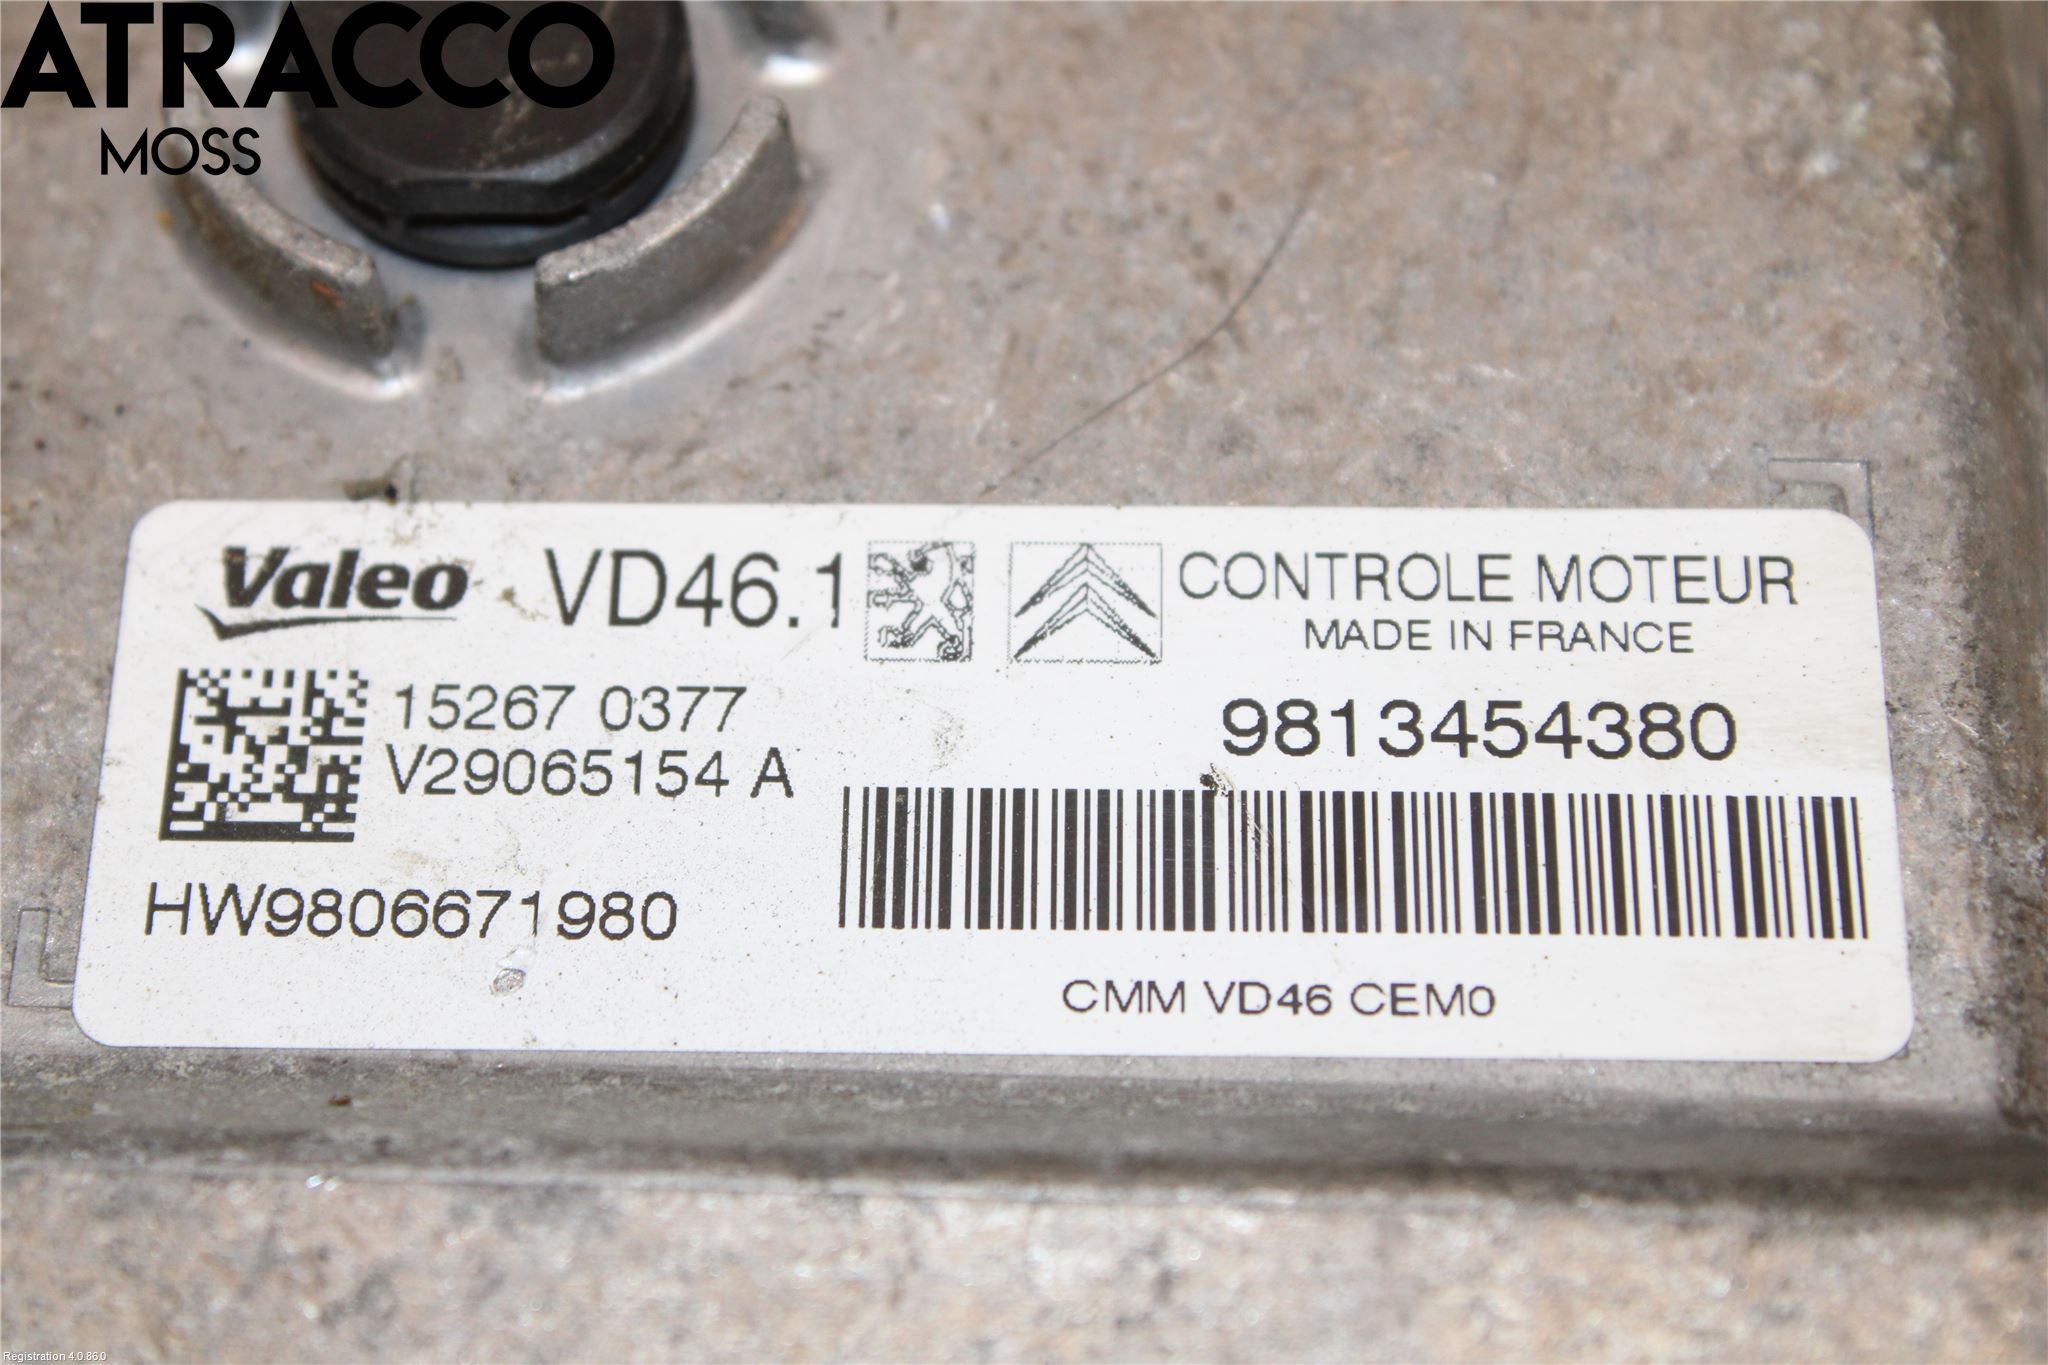 ATRACCO
MOSS
Valeo VD46.1 CONTROLE MOTEUR
MADE IN FRANCE
15267 0377
V29065154 A
9813454380
HW9806671980
CMM VD46 CEM0
Registration 4.0.86.0